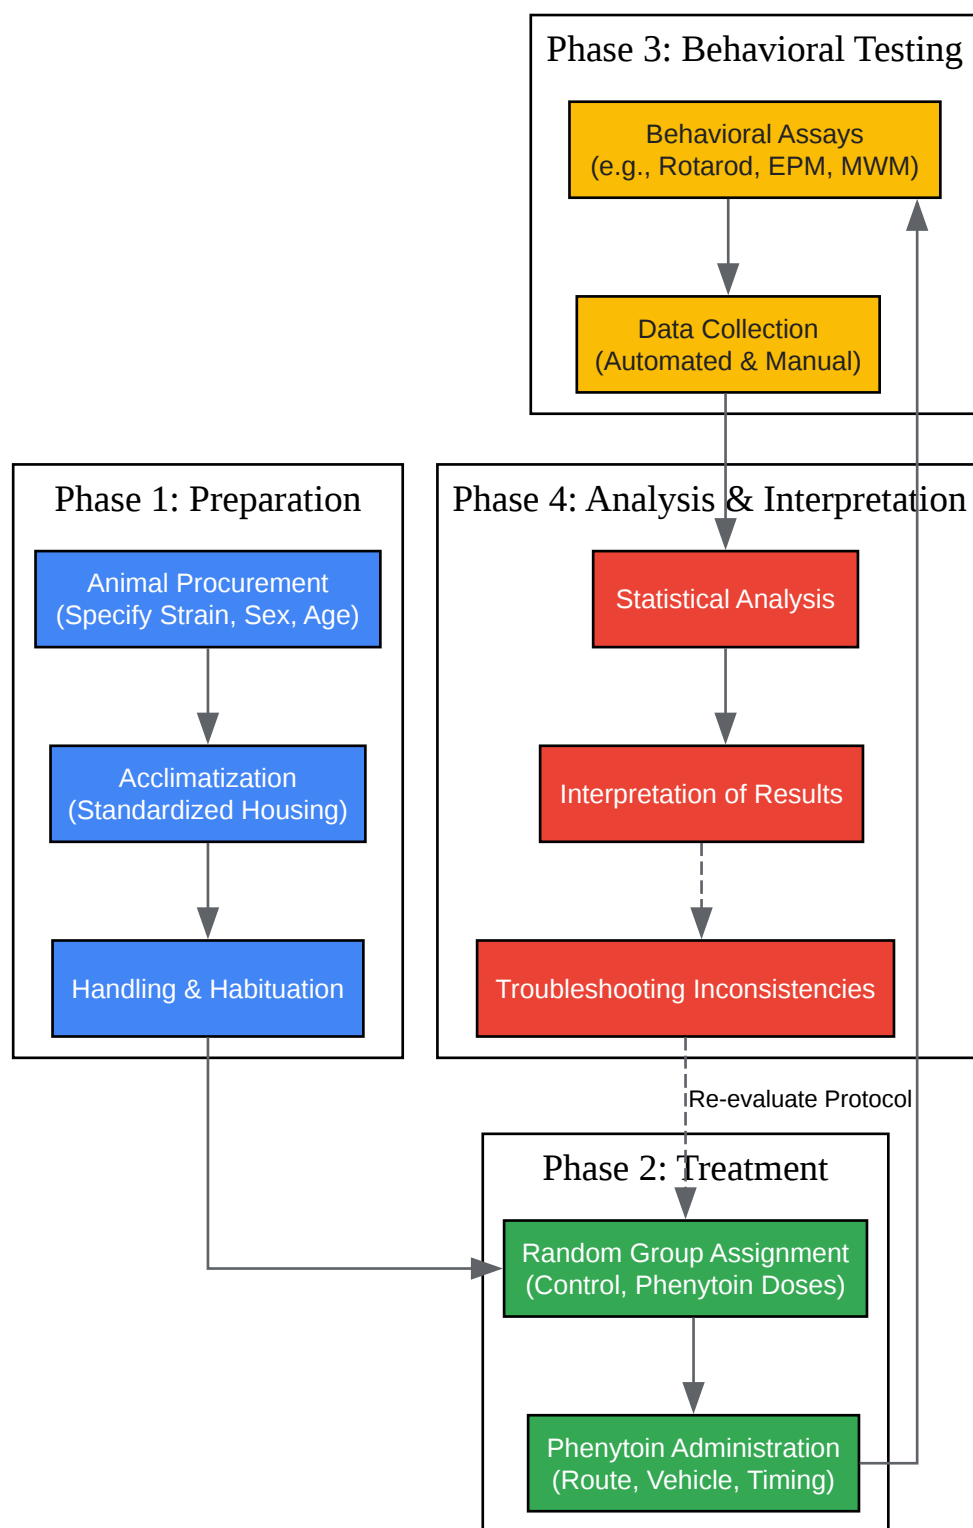 Phase 3: Behavioral Testing
Behavioral Assays
(e.g., Rotarod, EPM, MWM)
Data Collection
(Automated & Manual)
Phase 1: Preparation
Animal Procurement
(Specify Strain, Sex, Age)
Acclimatization
(Standardized Housing)
Handling & Habituation
Phase 4: Analysis & Interpretation
Statistical Analysis
Interpretation of Results
Troubleshooting Inconsistencies
Re-evaluate Protocol
Phase 2: Treatment
Random Group Assignment
(Control, Phenytoin Doses)
Phenytoin Administration
(Route, Vehicle, Timing)